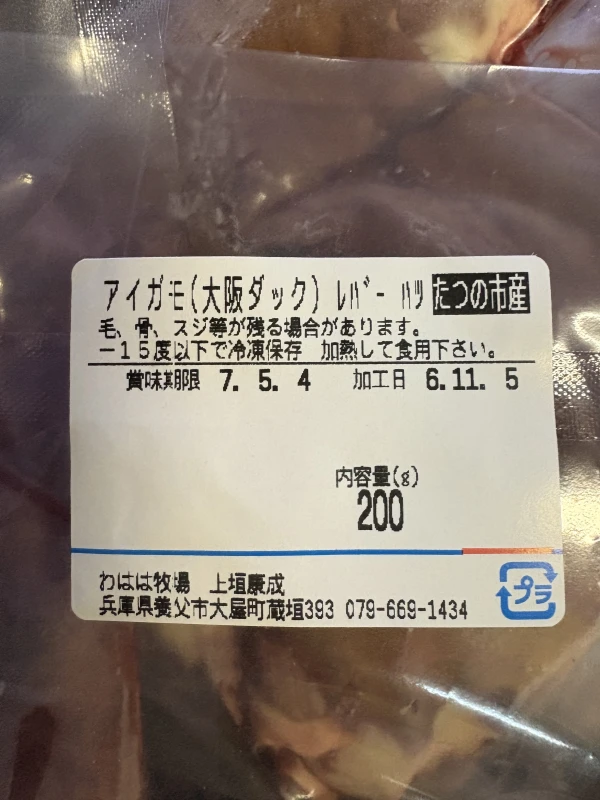 アイガモ(大阪ダック) ﾚﾊﾞｰ ﾊﾂ たつの市産
毛、骨、スジ等が残る場合があります。
－１５度以下で冷凍保存 加熱して食用下さい。
賞味期限 7. 5. 4 加工日 6.11. 5
内容量(g)
200
わはは牧場 上垣康成
兵庫県養父市大屋町蔵垣393 079-669-1434
プラ